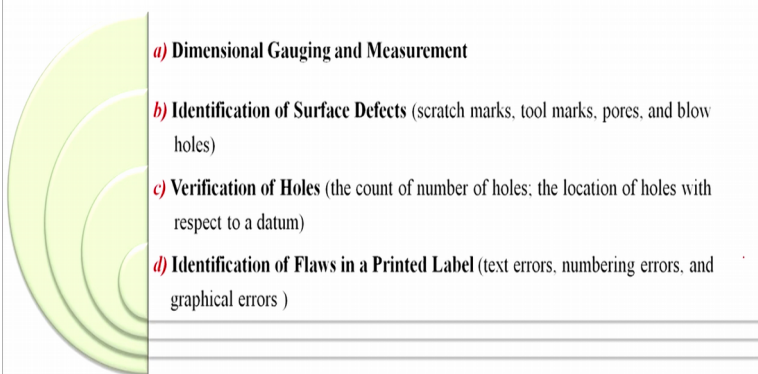 a) Dimensional Gauging and Measurement
b) Identification of Surface Defects (scratch marks, tool marks, pores, and blow
holes)
c) Verification of Holes (the count of number of holes; the location of holes with
respect to a datum)
d) Identification of Flaws in a Printed Label (text errors, numbering errors, and
graphical errors )